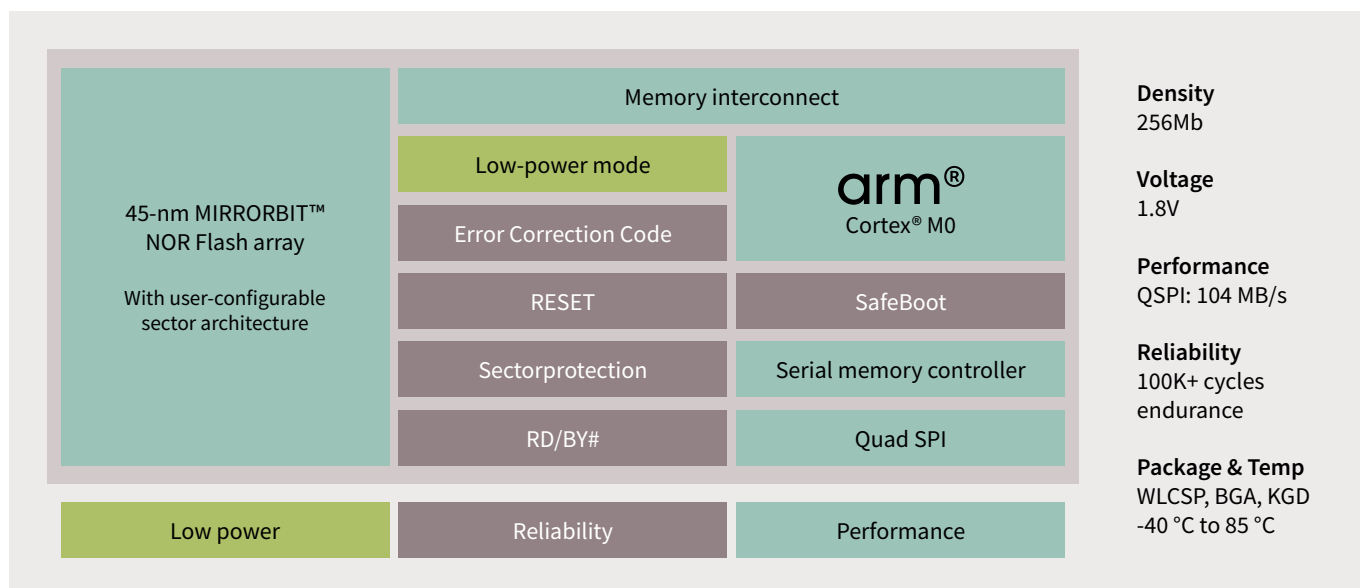 45-nm MIRRORBIT™
NOR Flash array
With user-configurable
sector architecture
Memory interconnect
Low-power mode
Error Correction Code
RESET
Sectorprotection
RD/BY#
arm®
Cortex® M0
SafeBoot
Serial memory controller
Quad SPI
Low power
Reliability
Performance
Density
256Mb
Voltage
1.8V
Performance
QSPI: 104 MB/s
Reliability
100K+ cycles
endurance
Package & Temp
WLCSP, BGA, KGD
-40 °C to 85 °C